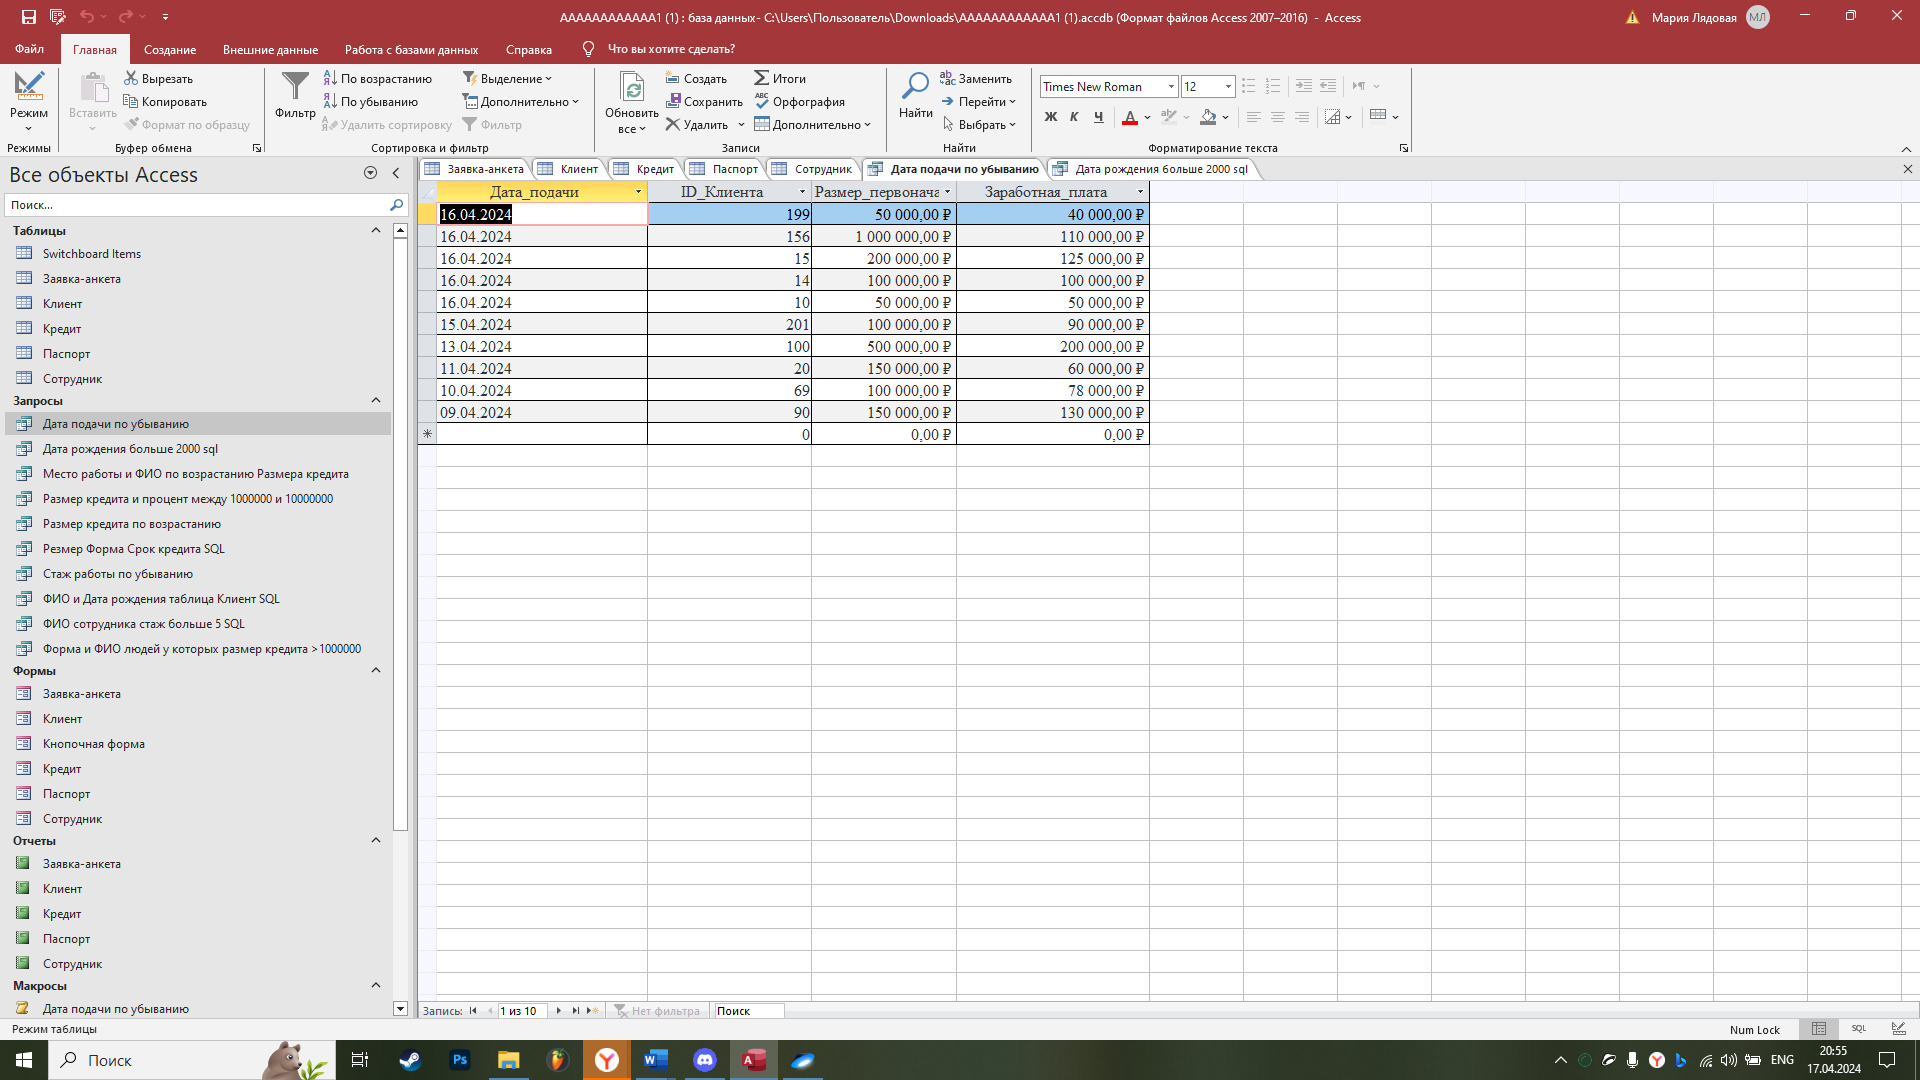 AAAAAAAAAAAA1 (1) : база данных- C:\Users\Пользователь\Downloads\AAAAAAAAAAAA1 (1).accdb (Формат файлов Access 2007–2016) - Access
Мария Лядовая МЛ
Файл Главная Создание Внешние данные Работа с базами данных Справка Что вы хотите сделать?
Режим
Режимы
Вставить
Вырезать
Копировать
Формат по образцу
Буфер обмена
Фильтр
По возрастанию
По убыванию
Удалить сортировку
Выделение
Дополнительно
Фильтр
Сортировка и фильтр
Обновить все
Создать
Сохранить
Удалить
Итоги
Орфография
Дополнительно
Записи
Найти
Заменить
Перейти
Выбрать
Найти
Times New Roman 12
Ж К Ч
Форматирование текста
Все объекты Access
Поиск...
Таблицы
Switchboard Items
Заявка-анкета
Клиент
Кредит
Паспорт
Сотрудник
Запросы
Дата подачи по убыванию
Дата рождения больше 2000 sql
Место работы и ФИО по возрастанию Размера кредита
Размер кредита и процент между 1000000 и 10000000
Размер кредита по возрастанию
Резмер Форма Срок кредита SQL
Стаж работы по убыванию
ФИО и Дата рождения таблица Клиент SQL
ФИО сотрудника стаж больше 5 SQL
Форма и ФИО людей у которых размер кредита >1000000
Формы
Заявка-анкета
Клиент
Кнопочная форма
Кредит
Паспорт
Сотрудник
Отчеты
Заявка-анкета
Клиент
Кредит
Паспорт
Сотрудник
Макросы
Дата подачи по убыванию
Заявка-анкета Клиент Кредит Паспорт Сотрудник Дата подачи по убыванию Дата рождения больше 2000 sql
Дата_подачи ID_Клиента Размер_первонача Заработная_плата
16.04.2024 199 50 000,00 ₽ 40 000,00 ₽
16.04.2024 156 1 000 000,00 ₽ 110 000,00 ₽
16.04.2024 15 200 000,00 ₽ 125 000,00 ₽
16.04.2024 14 100 000,00 ₽ 100 000,00 ₽
16.04.2024 10 50 000,00 ₽ 50 000,00 ₽
15.04.2024 201 100 000,00 ₽ 90 000,00 ₽
13.04.2024 100 500 000,00 ₽ 200 000,00 ₽
11.04.2024 20 150 000,00 ₽ 60 000,00 ₽
10.04.2024 69 100 000,00 ₽ 78 000,00 ₽
09.04.2024 90 150 000,00 ₽ 130 000,00 ₽
0 0,00 ₽ 0,00 ₽
Запись: 1 из 10 Нет фильтра Поиск
Режим таблицы
Num Lock SQL
Поиск
ENG
20:55
17.04.2024